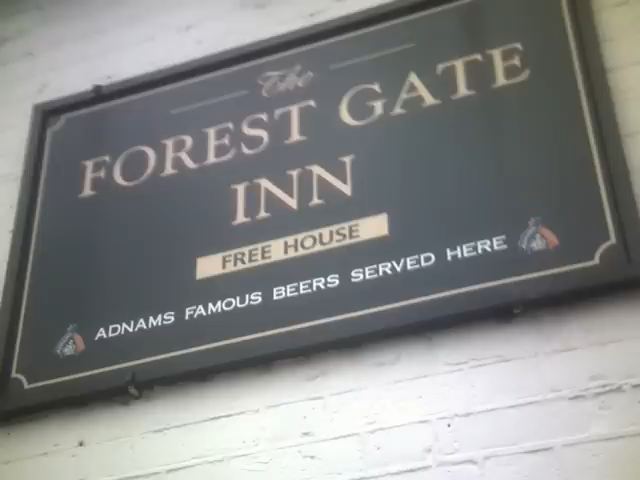 The
FOREST GATE
INN
FREE HOUSE
ADNAMS FAMOUS BEERS SERVED HERE